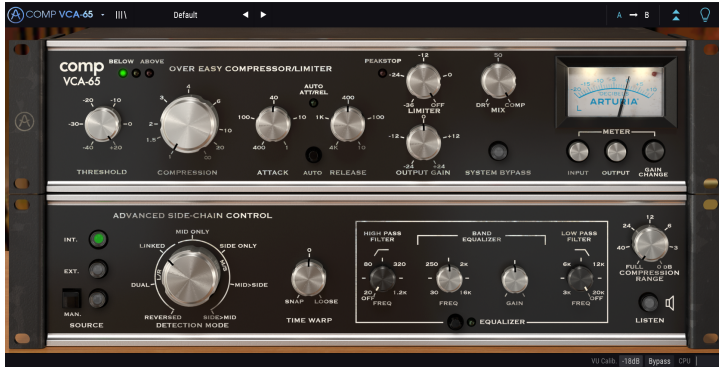 COMP VCA-65
Default
A → B
comp
VCA-65
BELOW ABOVE
OVER EASY COMPRESSOR/LIMITER
PEAKSTOP
-12
-24 0
-36 OFF
LIMITER
50
DRY COMP
MIX
ARTURIA
METER
INPUT OUTPUT GAIN CHANGE
AUTO
ATT/REL
-20 -10
-30 0
-40 +20
THRESHOLD
4
3 6
2 10
1.5 20
1 ∞
COMPRESSION
40
100 10
400 1
ATTACK
AUTO
400
1K 100
4K 10
RELEASE
0
-12 +12
-24 +24
OUTPUT GAIN
SYSTEM BYPASS
ADVANCED SIDE-CHAIN CONTROL
INT.
EXT.
MAN.
SOURCE
MID ONLY
LINKED SIDE ONLY
L/R M/S
DUAL MID>SIDE
REVERSED SIDE>MID
DETECTION MODE
0
SNAP LOOSE
TIME WARP
HIGH PASS
FILTER
80 320
20 1.2K
OFF
FREQ
BAND
EQUALIZER
250 2K
30 16K
FREQ
GAIN
LOW PASS
FILTER
6K 12K
3K 20K
OFF
FREQ
EQUALIZER
12
24 6
40 3
FULL 0 dB
COMPRESSION
RANGE
LISTEN
VU Calib. -18dB Bypass CPU